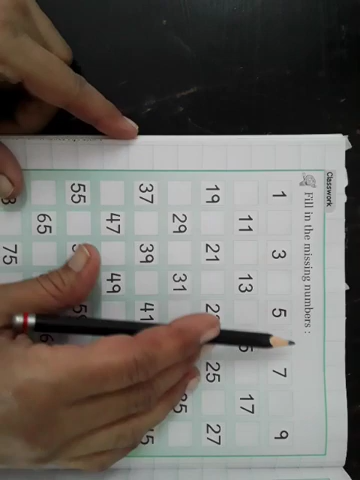 Classwork
Fill in the missing numbers :
1 3 5 7 9
11 13 17
19 21 25 27
29 31
37 39 41
47 49
55
65
75